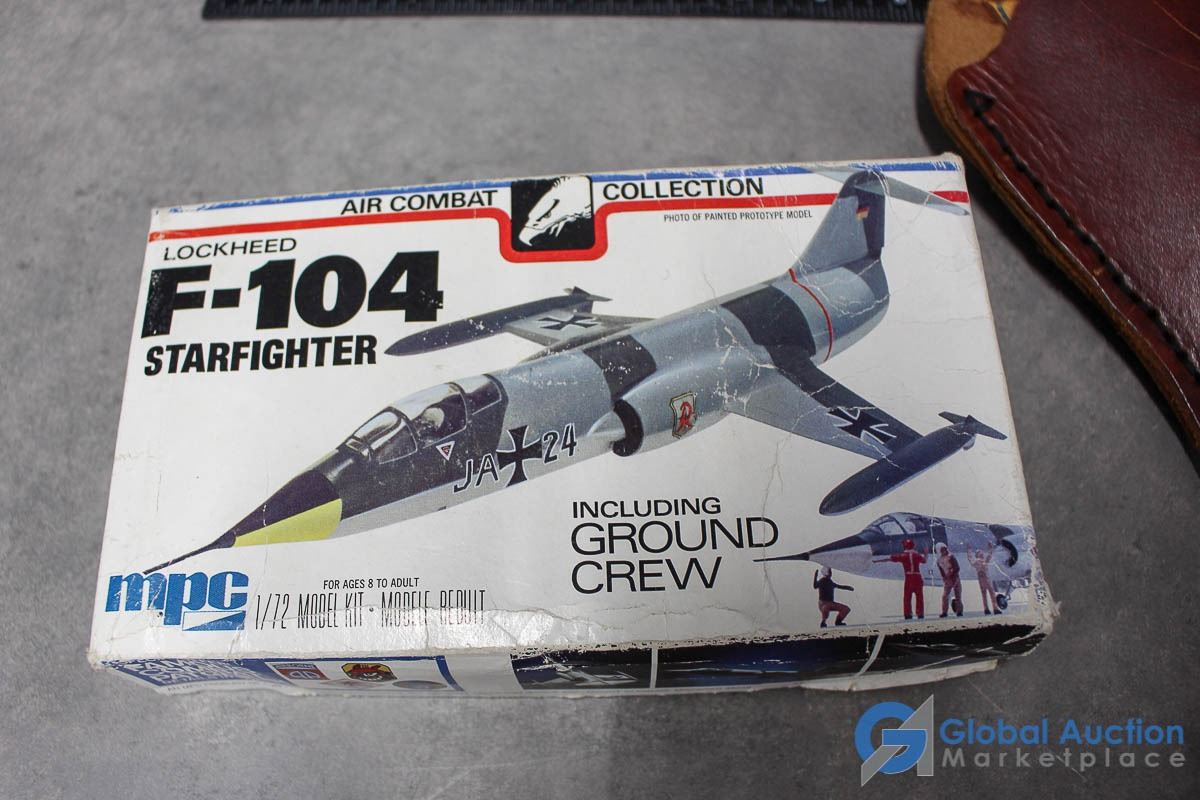 AIR COMBAT COLLECTION
PHOTO OF PAINTED PROTOTYPE MODEL
LOCKHEED
F-104
STARFIGHTER
JA 24
INCLUDING
GROUND
CREW
mpc
FOR AGES 8 TO ADULT
1/72 MODEL KIT · MODELE REDUIT
Global Auction
Marketplace